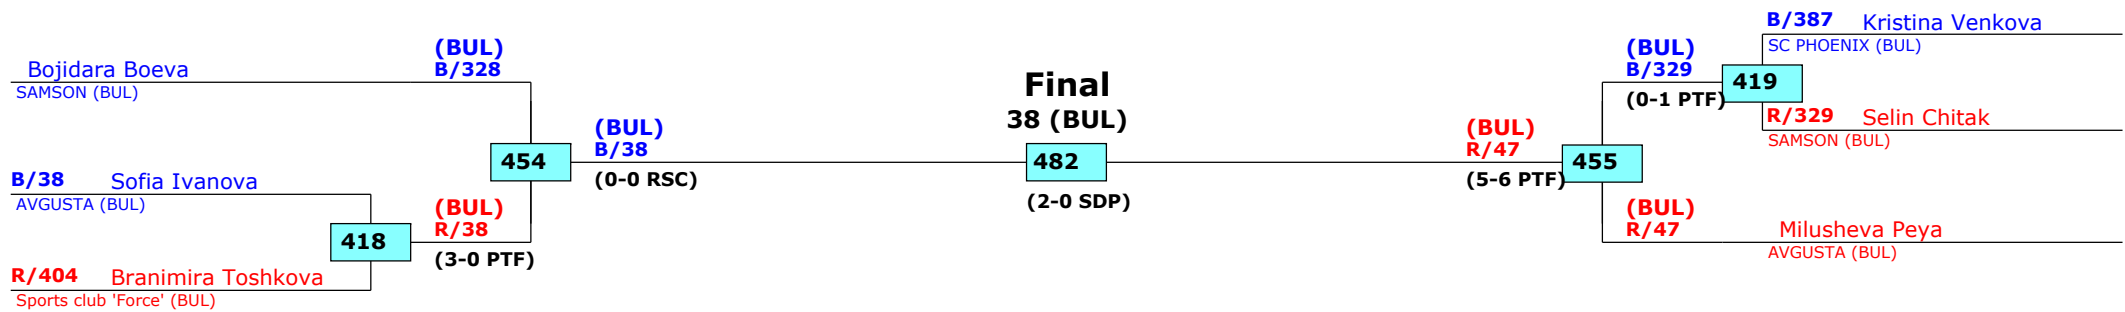 Bojidara Boeva
SAMSON (BUL)
(BUL)
B/328
B/38 Sofia Ivanova
AVGUSTA (BUL)
R/404 Branimira Toshkova
Sports club 'Force' (BUL)
418
(BUL)
R/38
(3-0 PTF)
454
(BUL)
B/38
(0-0 RSC)
Final
38 (BUL)
482
(2-0 SDP)
(BUL)
R/47
(5-6 PTF)
455
(BUL)
B/329
(0-1 PTF)
419
B/387 Kristina Venkova
SC PHOENIX (BUL)
R/329 Selin Chitak
SAMSON (BUL)
(BUL)
R/47
Milusheva Peya
AVGUSTA (BUL)